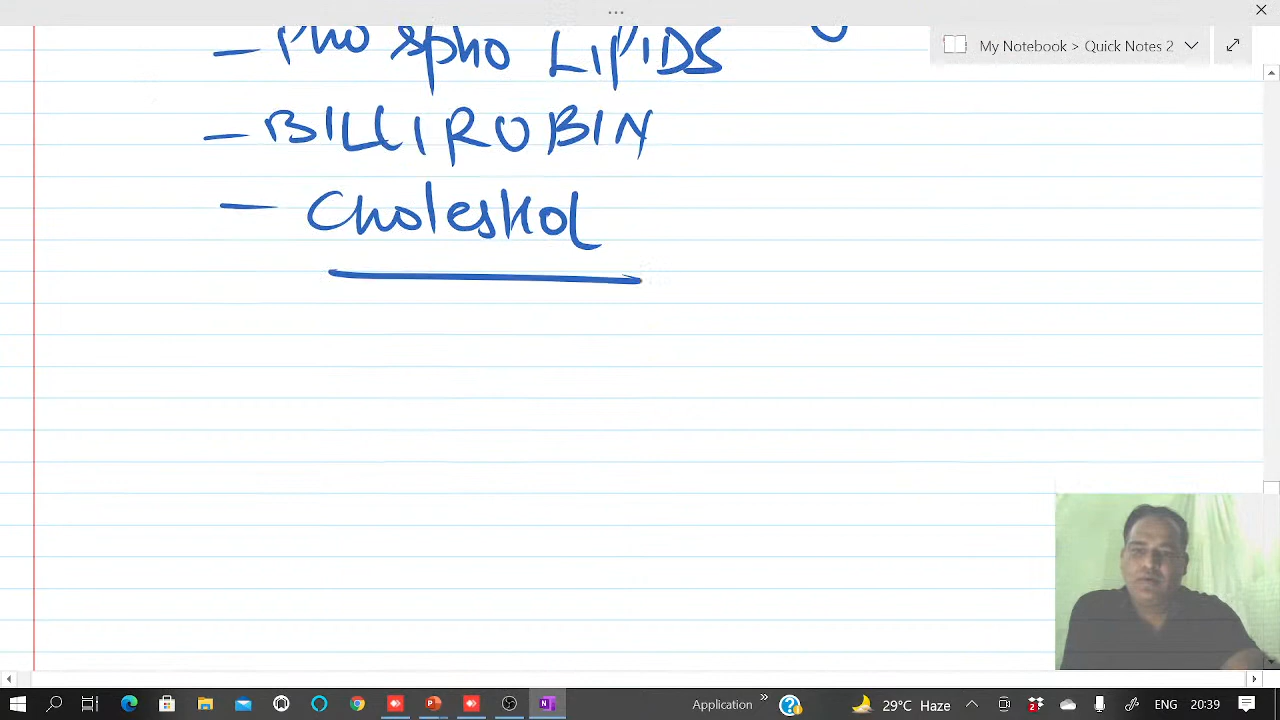 ...
My Notebook > Quick Notes 2
- Phospho LIPIDS
- BILLIROBIN
- Cholestrol
Application
»
29°C Haze
ENG
20:39